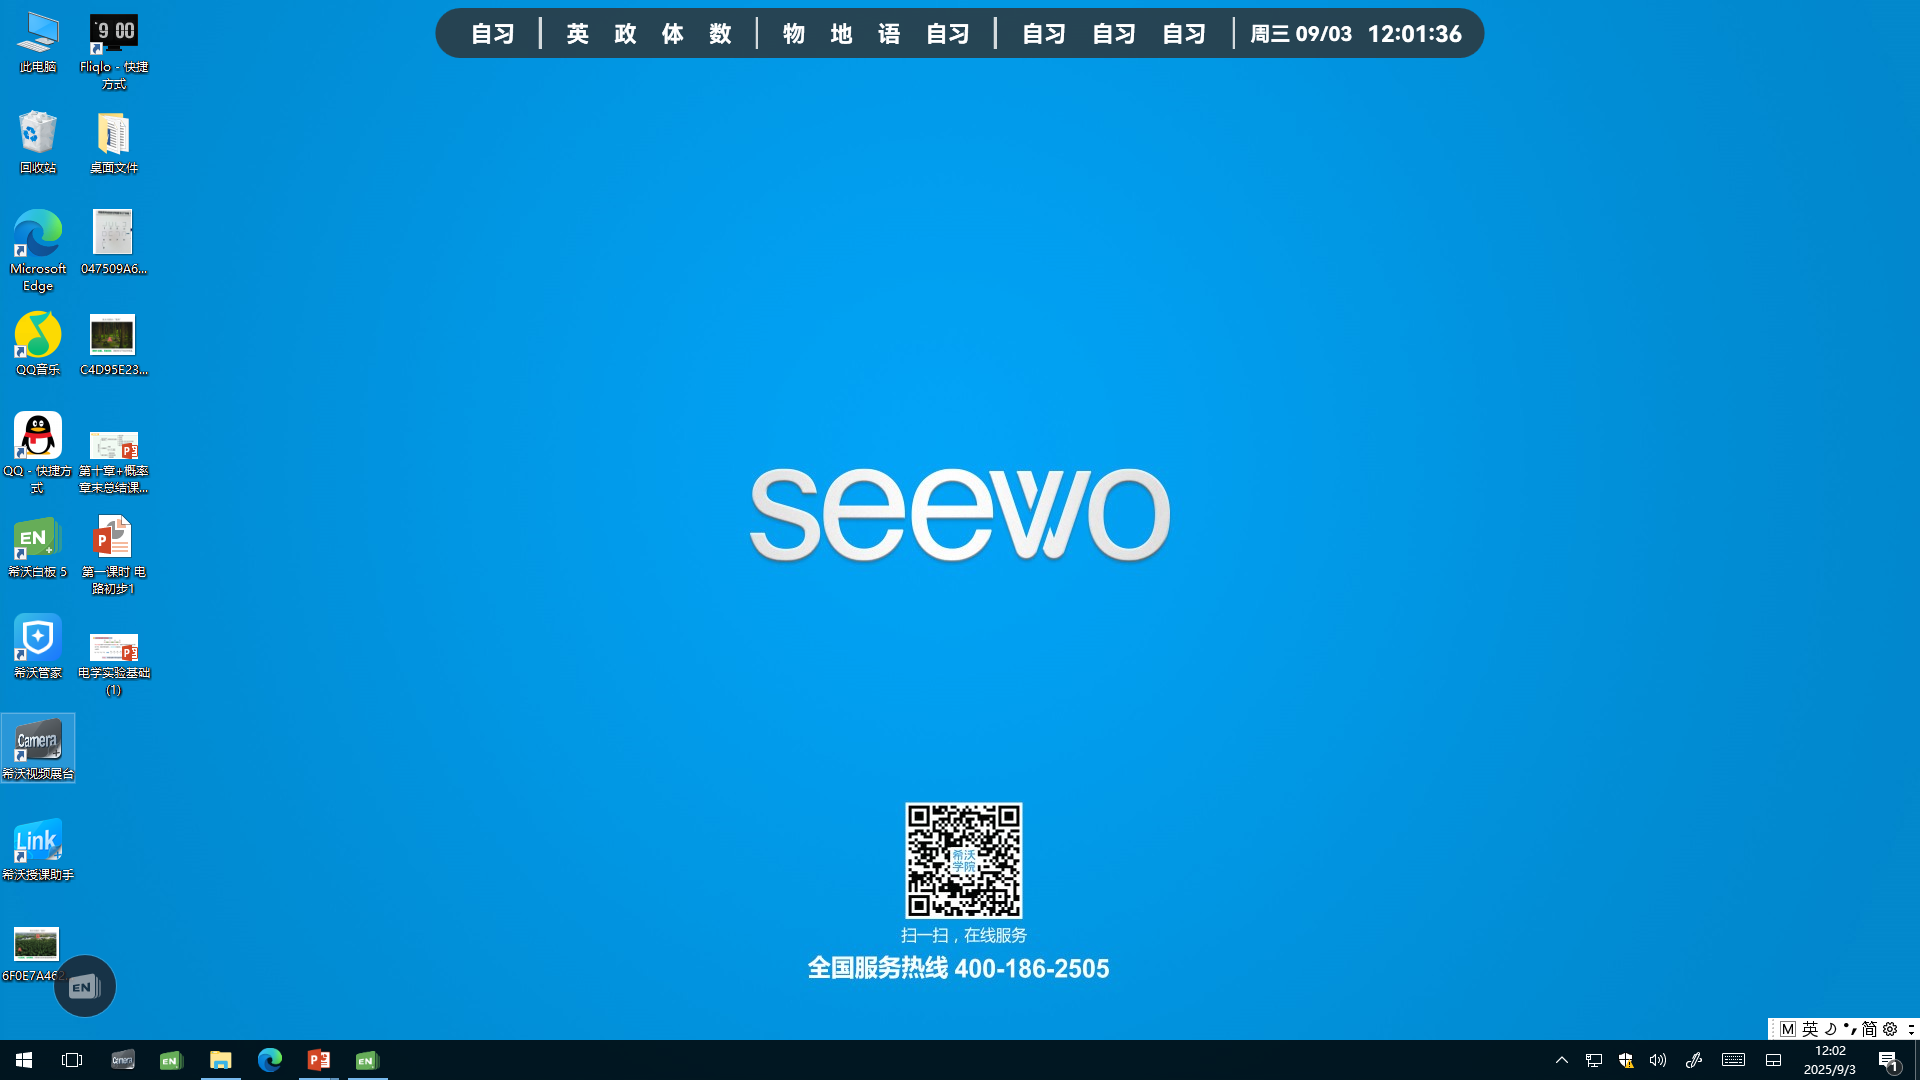 自习 | 英 政 体 数 | 物 地 语 自习 | 自习 自习 自习 | 周三 09/03 12:01:36
此电脑
9 00
Fliqlo - 快捷
方式
回收站
桌面文件
Microsoft
Edge
047509A6...
QQ音乐
C4D95E23...
QQ - 快捷方
式
第十章+概率
章末总结课...
EN
希沃白板 5
第一课时 电
路初步1
希沃管家
电学实验基础
(1)
Camera
希沃视频展台
Link
希沃授课助手
6F0E7A462
EN
seewo
希沃
学院
扫一扫，在线服务
全国服务热线 400-186-2505
M 英 简
Camera EN P EN
12:02
2025/9/3
1